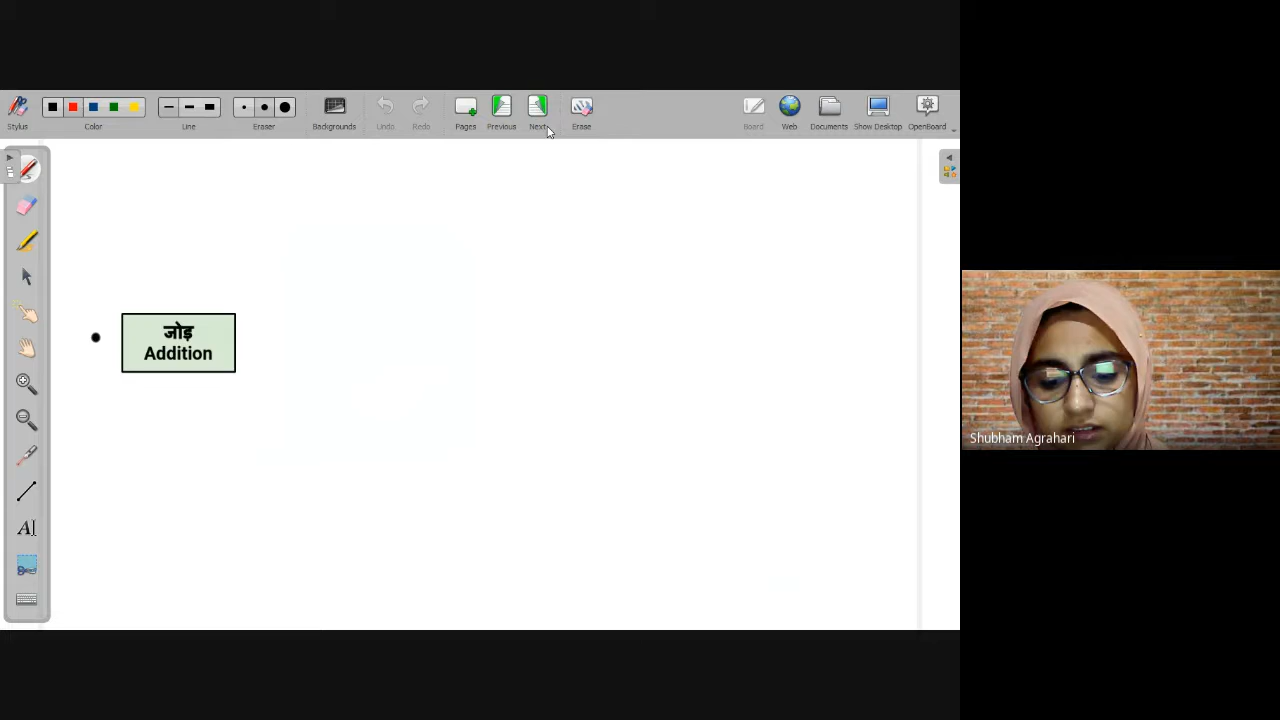 Stylus
Color
Line
Eraser
Backgrounds
Undo
Redo
Pages
Previous
Next
Erase
Board
Web
Documents
Show Desktop
OpenBoard
जोड़
Addition
Shubham Agrahari